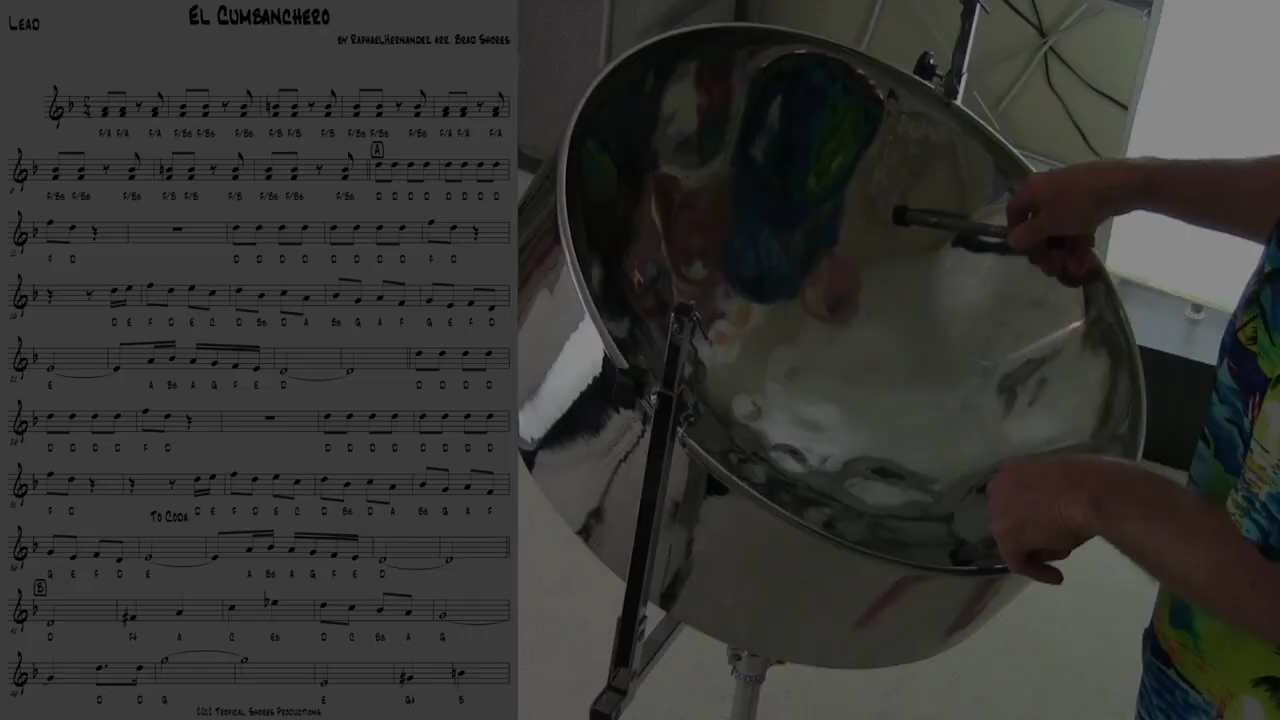 Lead
El Cumbanchero
by Raphael Hernandez arr. Brad Shores
F/A F/A F/A F/Bb F/Bb F/Bb F/B F/B F/B F/Bb F/Bb F/Bb F/A F/A F/A
A
F/Bb F/Bb F/Bb F/B F/B F/B F/Bb F/Bb F/Bb D D D D D D D D
F D D D D D D D D D F D
D E F D E C D Bb D A Bb G A F G E F D
E A Bb A G F E D D D D D
D D D D F D D D D D D D D D
F D D E F D E C D Bb D A Bb G A F
To Coda
G E F D E A Bb A G F E D
B
D F# A C Eb D C Bb A G
D D G E G# B
2012 Tropical Shores Productions